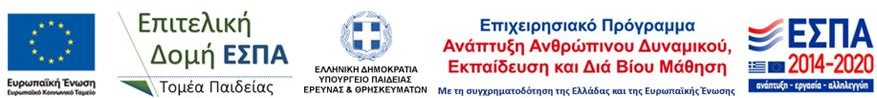 Ευρωπαϊκή Ένωση
Ευρωπαϊκό Κοινωνικό Ταμείο
Επιτελική
Δομή ΕΣΠΑ
Τομέα Παιδείας
ΕΛΛΗΝΙΚΗ ΔΗΜΟΚΡΑΤΙΑ
ΥΠΟΥΡΓΕΙΟ ΠΑΙΔΕΙΑΣ
ΕΡΕΥΝΑΣ & ΘΡΗΣΚΕΥΜΑΤΩΝ
Επιχειρησιακό Πρόγραμμα
Ανάπτυξη Ανθρώπινου Δυναμικού,
Εκπαίδευση και Διά Βίου Μάθηση
Με τη συγχρηματοδότηση της Ελλάδας και της Ευρωπαϊκής Ένωσης
ΕΣΠΑ
2014-2020
ανάπτυξη - εργασία - αλληλεγγύη